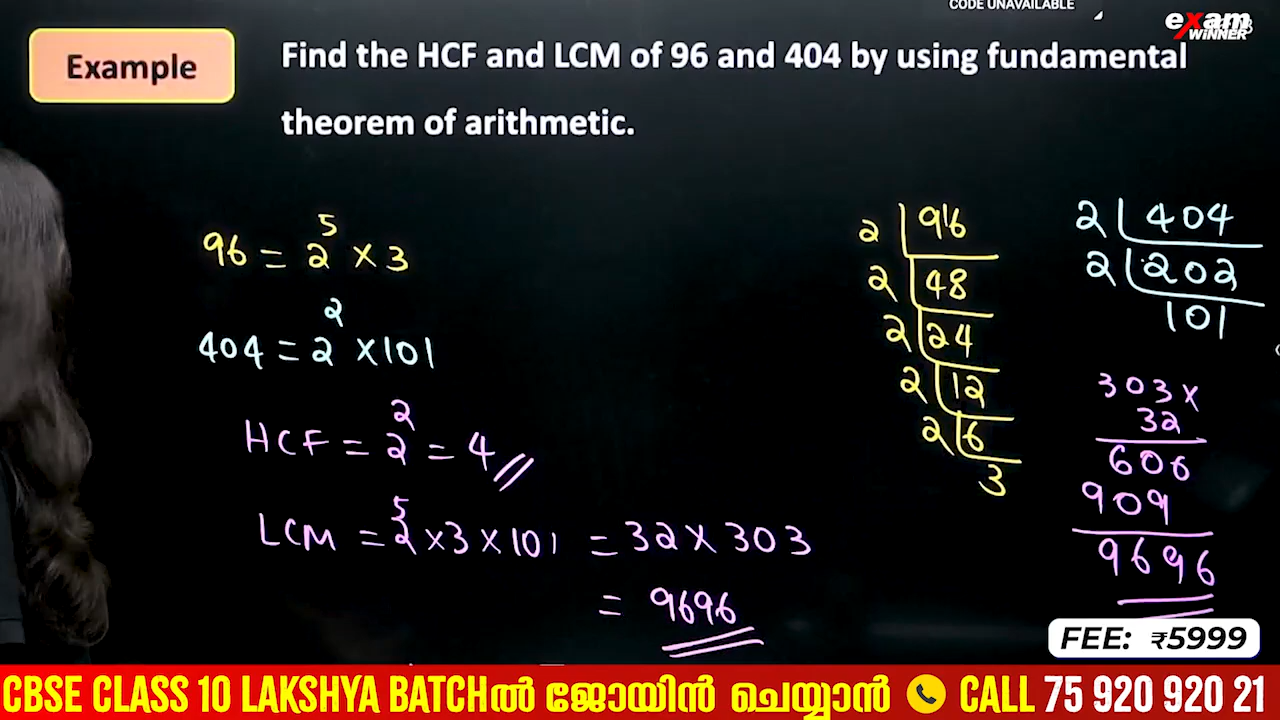 CODE UNAVAILABLE
exam WINNER
Example
Find the HCF and LCM of 96 and 404 by using fundamental
theorem of arithmetic.
96 = 2^5 × 3
404 = 2^2 × 101
HCF = 2^2 = 4
LCM = 2^5 × 3 × 101 = 32 × 303
= 9696
2 | 96
2 | 48
2 | 24
2 | 12
2 | 6
3
2 | 404
2 | 202
101
303 ×
32
606
909
9696
FEE: ₹5999
CBSE CLASS 10 LAKSHYA BATCHൽ ജോയിൻ ചെയ്യാൻ CALL 75 920 920 21